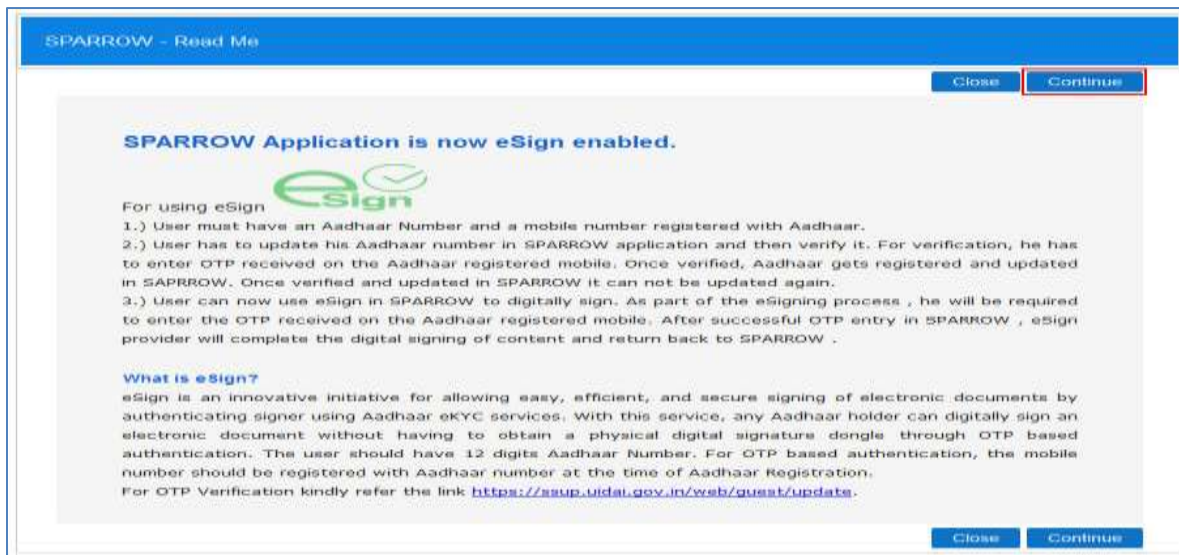 SPARROW - Read Me
Close Continue
SPARROW Application is now eSign enabled.
For using eSign eSign
1.) User must have an Aadhaar Number and a mobile number registered with Aadhaar.
2.) User has to update his Aadhaar number in SPARROW application and then verify it. For verification, he has
to enter OTP received on the Aadhaar registered mobile. Once verified, Aadhaar gets registered and updated
in SAPRROW. Once verified and updated in SPARROW it can not be updated again.
3.) User can now use eSign in SPARROW to digitally sign. As part of the eSigning process , he will be required
to enter the OTP received on the Aadhaar registered mobile. After successful OTP entry in SPARROW , eSign
provider will complete the digital signing of content and return back to SPARROW .
What is eSign?
eSign is an innovative initiative for allowing easy, efficient, and secure signing of electronic documents by
authenticating signer using Aadhaar eKYC services. With this service, any Aadhaar holder can digitally sign an
electronic document without having to obtain a physical digital signature dongle through OTP based
authentication. The user should have 12 digits Aadhaar Number. For OTP based authentication, the mobile
number should be registered with Aadhaar number at the time of Aadhaar Registration.
For OTP Verification kindly refer the link https://ssup.uidai.gov.in/web/guest/update.
Close Continue